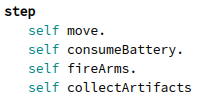 step
self move.
self consumeBattery.
self fireArms.
self collectArtifacts